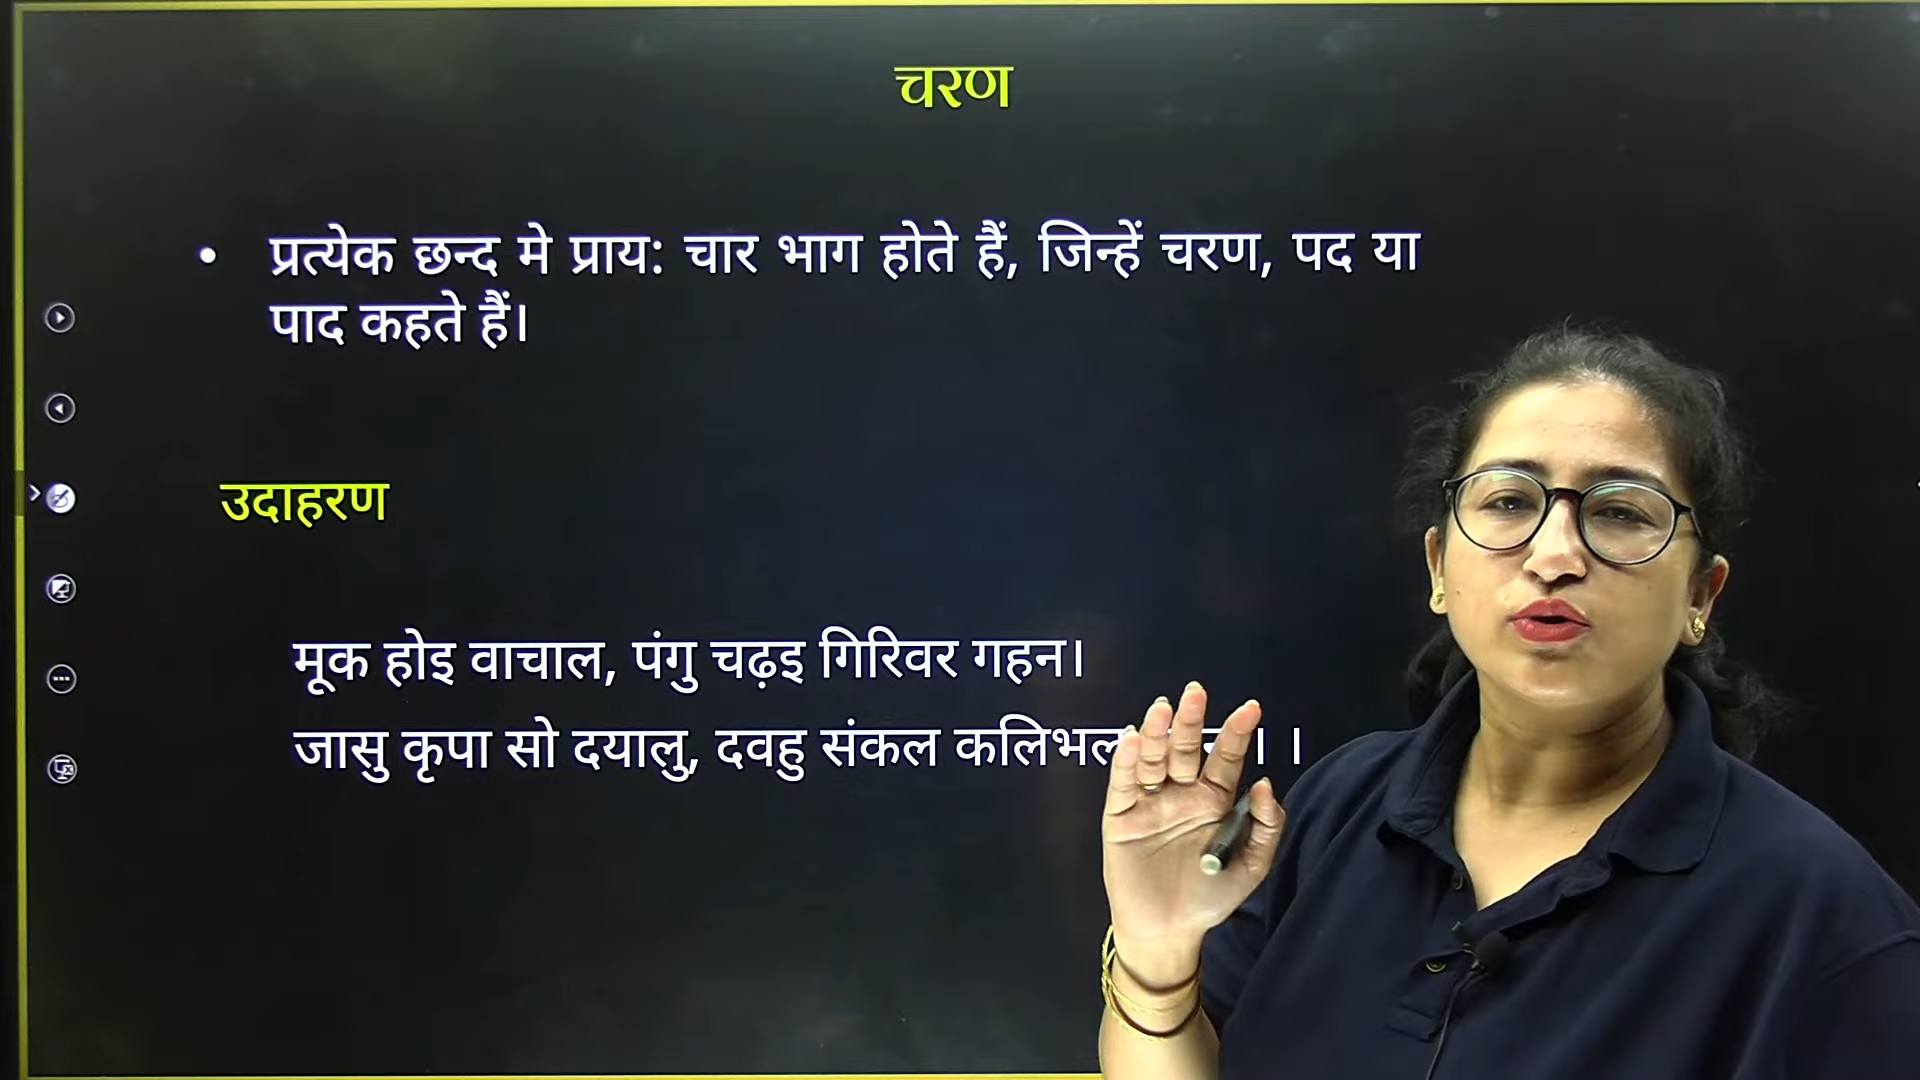 चरण
• प्रत्येक छन्द मे प्राय: चार भाग होते हैं, जिन्हें चरण, पद या
पाद कहते हैं।
उदाहरण
मूक होइ वाचाल, पंगु चढ़इ गिरिवर गहन।
जासु कृपा सो दयालु, दवहु संकल कलिभल । ।